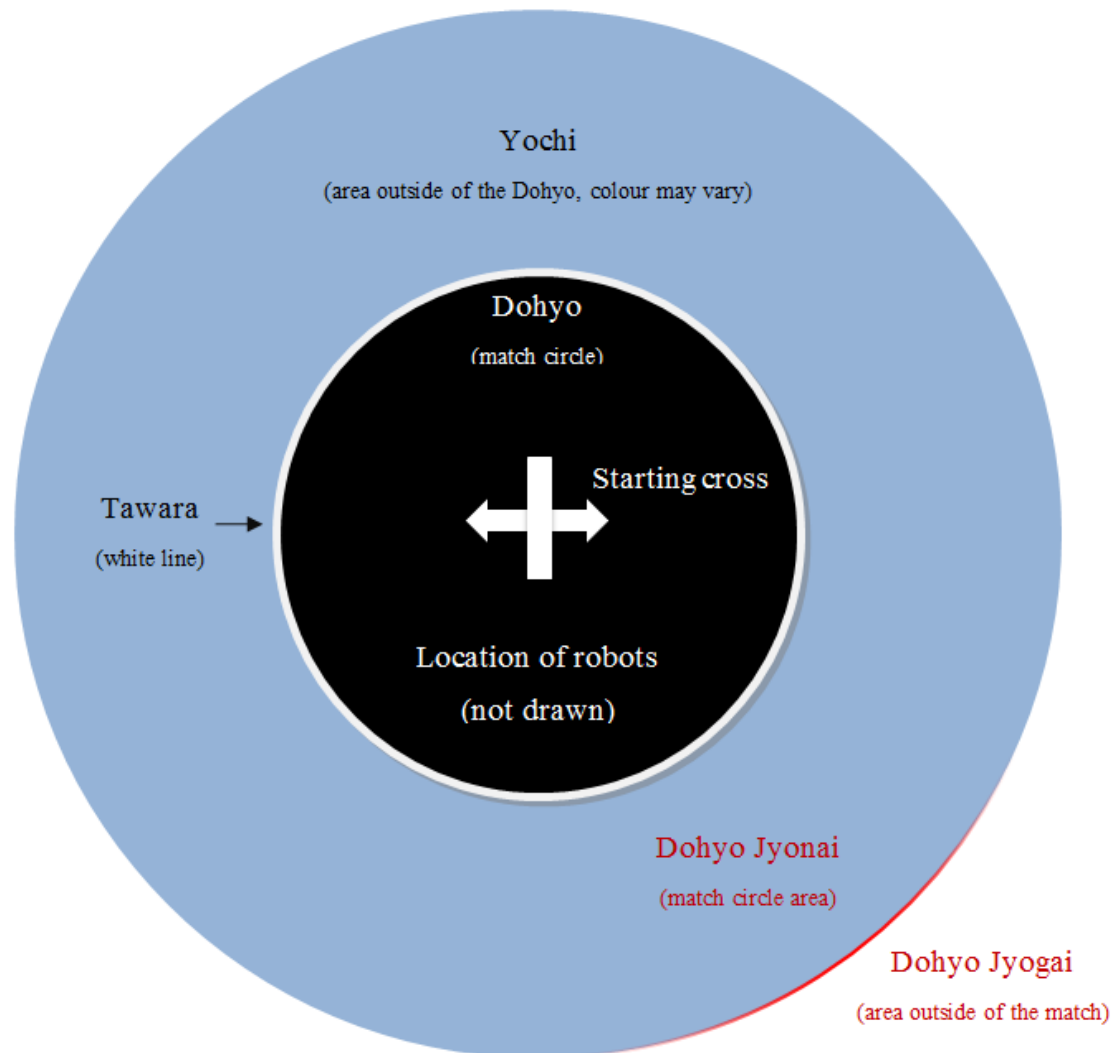 Yochi
(area outside of the Dohyo, colour may vary)
Dohyo
(match circle)
Starting cross
Tawara
(white line)
Location of robots
(not drawn)
Dohyo Jyonai
(match circle area)
Dohyo Jyogai
(area outside of the match)